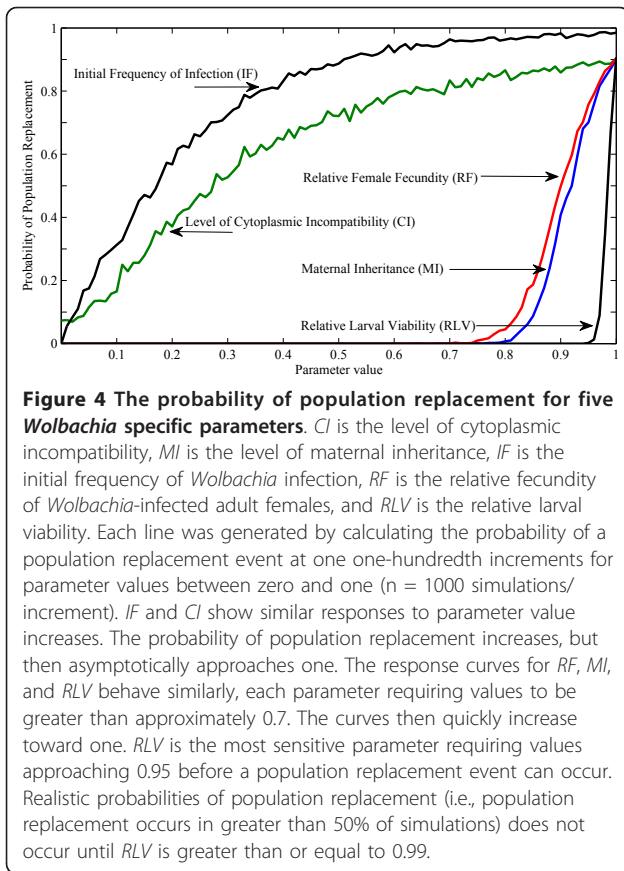 1
0.8
0.6
0.4
0.2
0
Probability of Population Replacement
Initial Frequency of Infection (IF)
Relative Female Fecundity (RF)
Level of Cytoplasmic Incompatibility (CI)
Maternal Inheritance (MI)
Relative Larval Viability (RLV)
0.1 0.2 0.3 0.4 0.5 0.6 0.7 0.8 0.9 1
Parameter value
Figure 4 The probability of population replacement for five
Wolbachia specific parameters. CI is the level of cytoplasmic
incompatibility, MI is the level of maternal inheritance, IF is the
initial frequency of Wolbachia infection, RF is the relative fecundity
of Wolbachia-infected adult females, and RLV is the relative larval
viability. Each line was generated by calculating the probability of a
population replacement event at one one-hundredth increments for
parameter values between zero and one (n = 1000 simulations/
increment). IF and CI show similar responses to parameter value
increases. The probability of population replacement increases, but
then asymptotically approaches one. The response curves for RF, MI,
and RLV behave similarly, each parameter requiring values to be
greater than approximately 0.7. The curves then quickly increase
toward one. RLV is the most sensitive parameter requiring values
approaching 0.95 before a population replacement event can occur.
Realistic probabilities of population replacement (i.e., population
replacement occurs in greater than 50% of simulations) does not
occur until RLV is greater than or equal to 0.99.